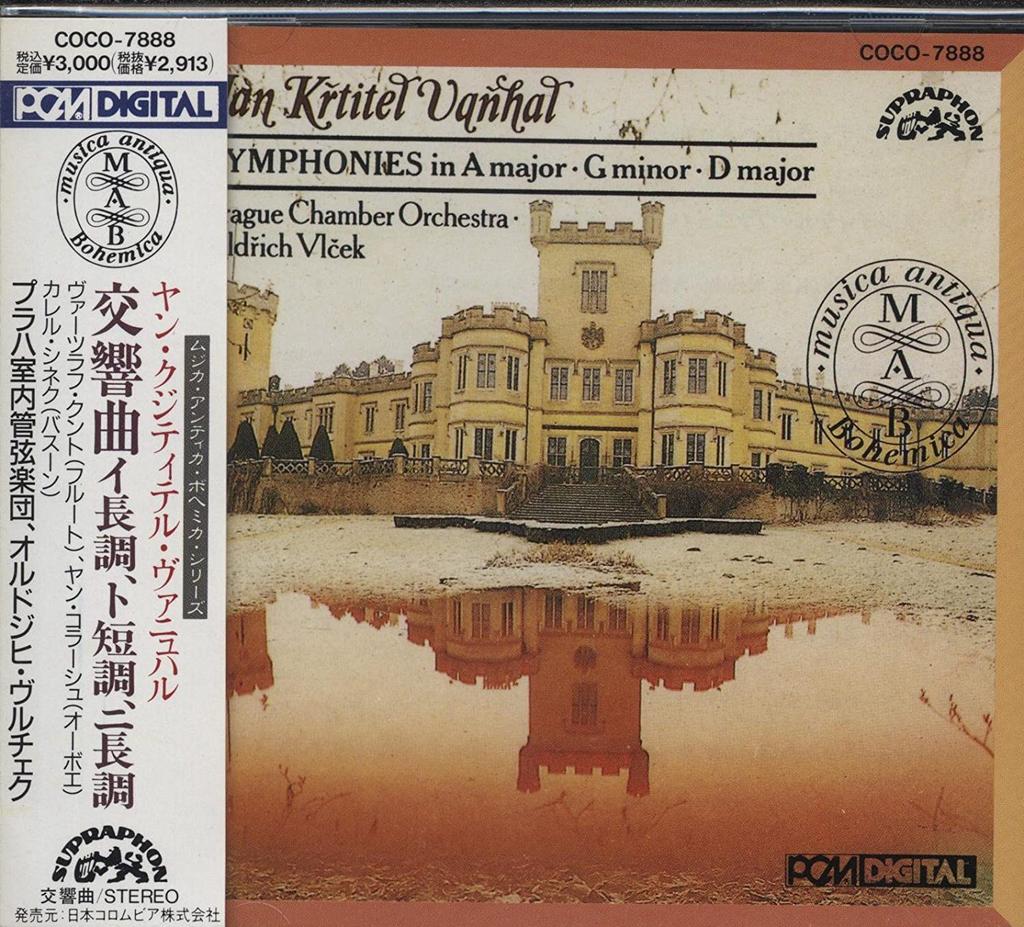 COCO-7888
税込定価¥3,000(税抜価格¥2,913)
PCM DIGITAL
musica antiqua
M
A
B
Bohemica
ムジカ・アンティカ・ボヘミカ・シリーズ
ヤン・クジティテル・ヴァニュハル
交響曲イ長調、ト短調、ニ長調
ヴァーツラフ・クント(フルート)、ヤン・コラーシュ(オーボエ)
カレル・シネク(バスーン)
プラハ室内管弦楽団、オルドジヒ・ヴルチェク
SUPRAPHON
交響曲/STEREO
発売元:日本コロムビア株式会社
COCO-7888
Jan Křtitel Vaňhal
SUPRAPHON
YMPHONIES in A major · G minor · D major
rague Chamber Orchestra ·
ldřich Vlček
musica antiqua
M
A
B
Bohemica
PCM DIGITAL